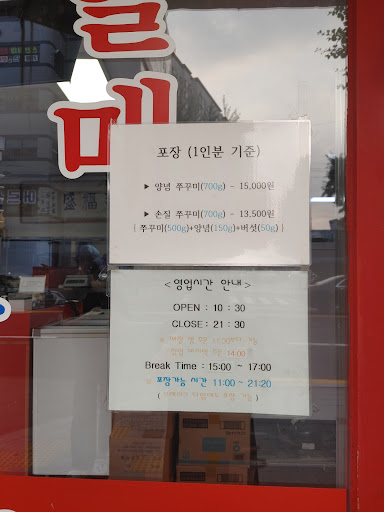 포장 (1인분 기준)
▶ 양념 쭈꾸미(700g) - 15,000원
▶ 손질 쭈꾸미(700g) - 13,500원
{ 쭈꾸미(500g)+양념(150g)+버섯(50g) }
<영업시간 안내>
OPEN : 10 : 30
CLOSE : 21 : 30
14:00
Break Time : 15:00 ~ 17:00
※ 포장가능 시간 11:00 ~ 21:20